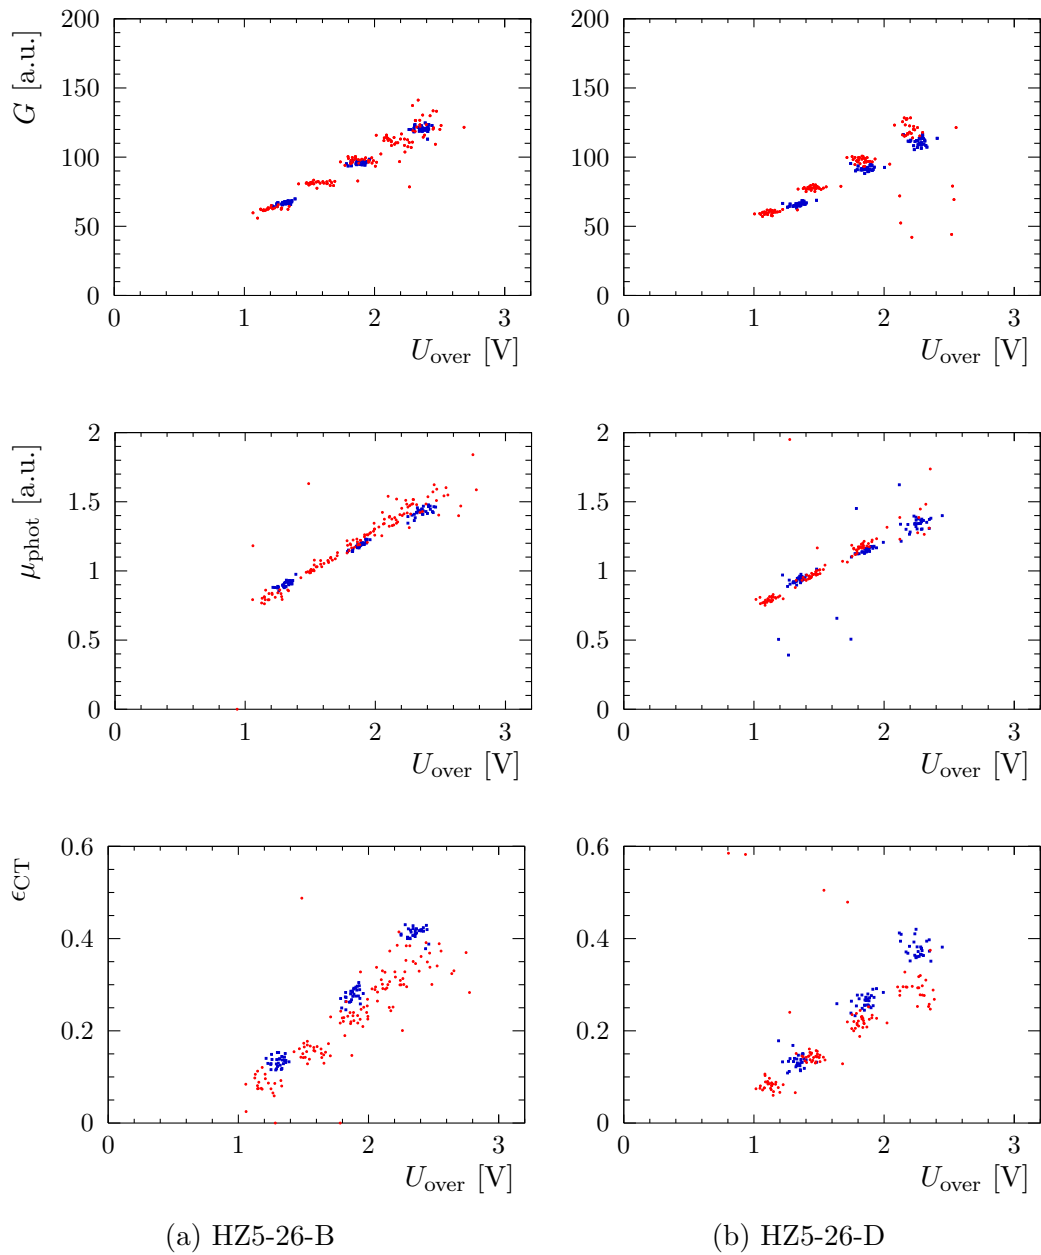 G [a.u.]
200
150
100
50
0
0 1 2 3
U_over [V]
200
150
100
50
0
0 1 2 3
U_over [V]
μ_phot [a.u.]
2
1.5
1
0.5
0
0 1 2 3
U_over [V]
2
1.5
1
0.5
0
0 1 2 3
U_over [V]
ϵ_CT
0.6
0.4
0.2
0
0 1 2 3
U_over [V]
0.6
0.4
0.2
0
0 1 2 3
U_over [V]
(a) HZ5-26-B
(b) HZ5-26-D